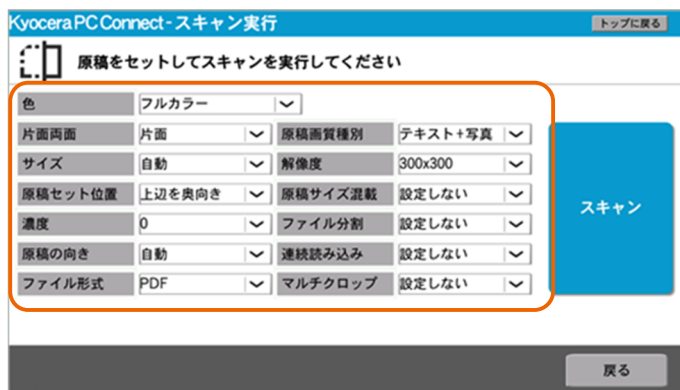 Kyocera PC Connect - スキャン実行 トップに戻る
原稿をセットしてスキャンを実行してください
色 フルカラー
片面両面 片面 原稿画質種別 テキスト+写真
サイズ 自動 解像度 300x300
原稿セット位置 上辺を奥向き 原稿サイズ混載 設定しない
スキャン
濃度 0 ファイル分割 設定しない
原稿の向き 自動 連続読み込み 設定しない
ファイル形式 PDF マルチクロップ 設定しない
戻る